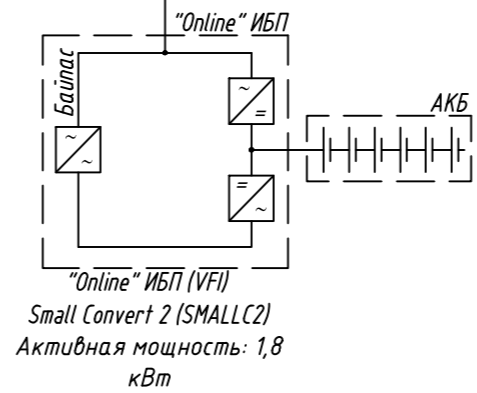 "Online" ИБП
Байпас
~
=
АКБ
~
~
=
~
"Online" ИБП (VFI)
Small Convert 2 (SMALLC2)
Активная мощность: 1,8
кВт